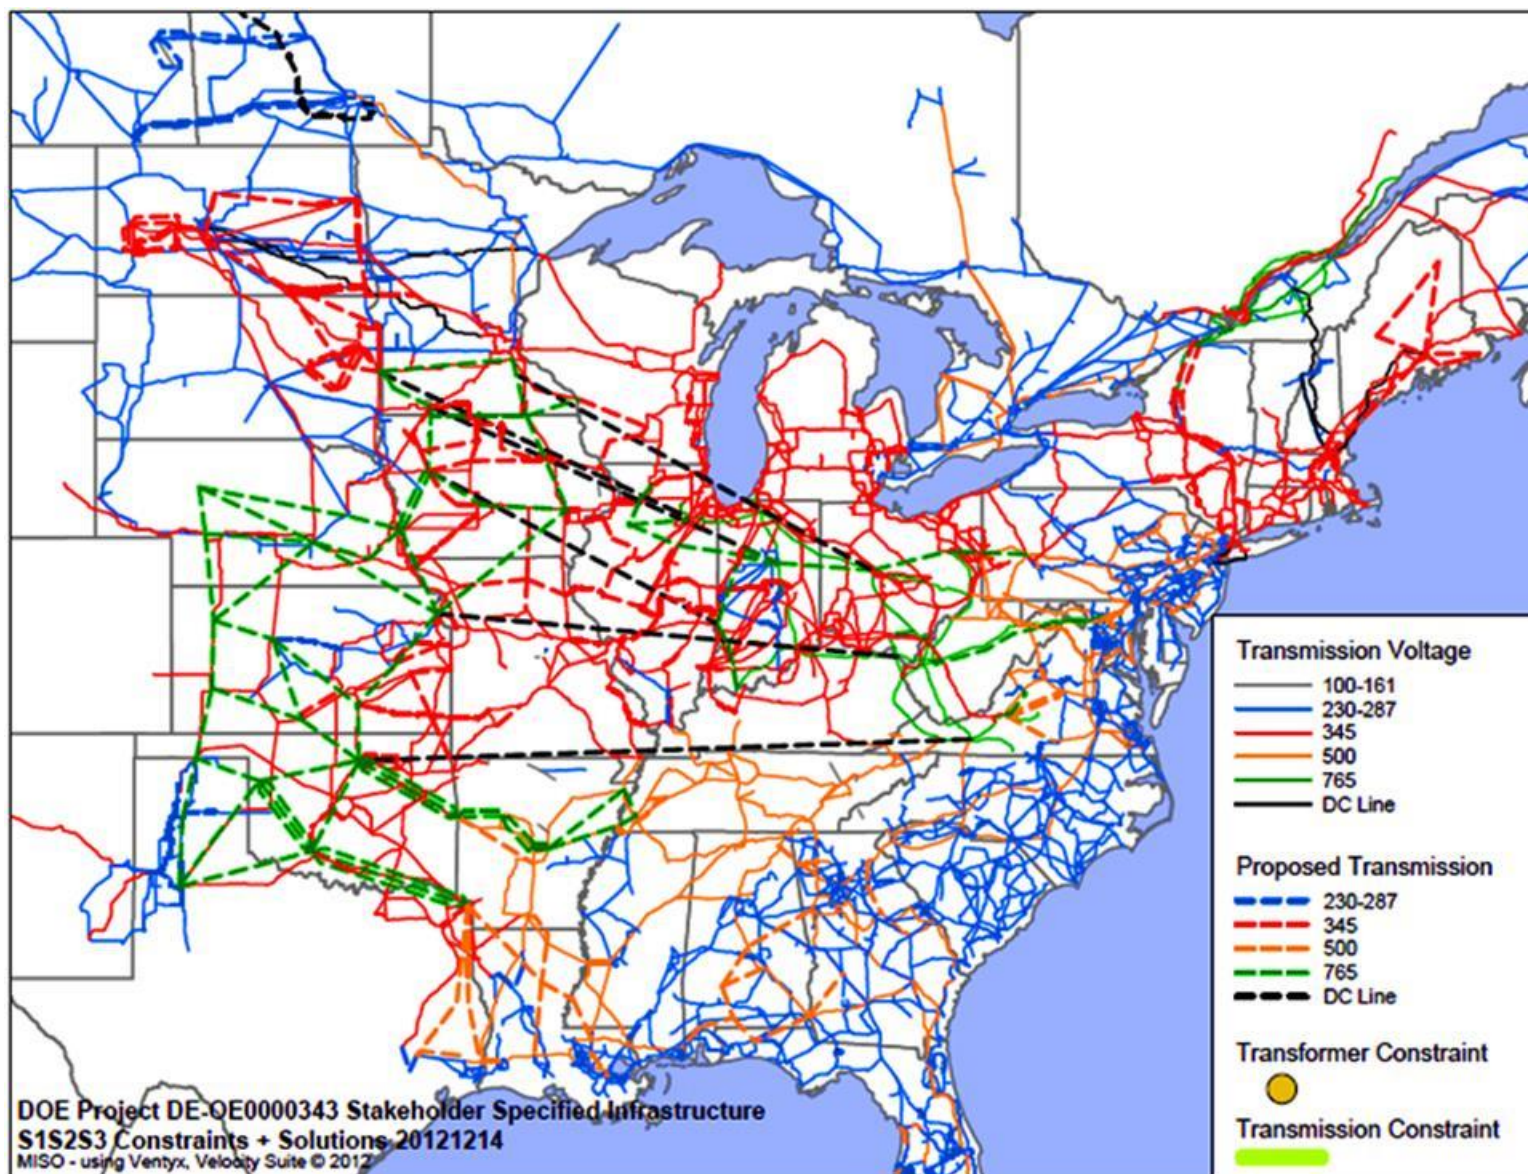 Transmission Voltage
100-161
230-287
345
500
765
DC Line
Proposed Transmission
230-287
345
500
765
DC Line
Transformer Constraint
Transmission Constraint
DOE Project DE-OE0000343 Stakeholder Specified Infrastructure
S1S2S3 Constraints + Solutions 20121214
MISO - using Ventyx, Velocity Suite © 2012